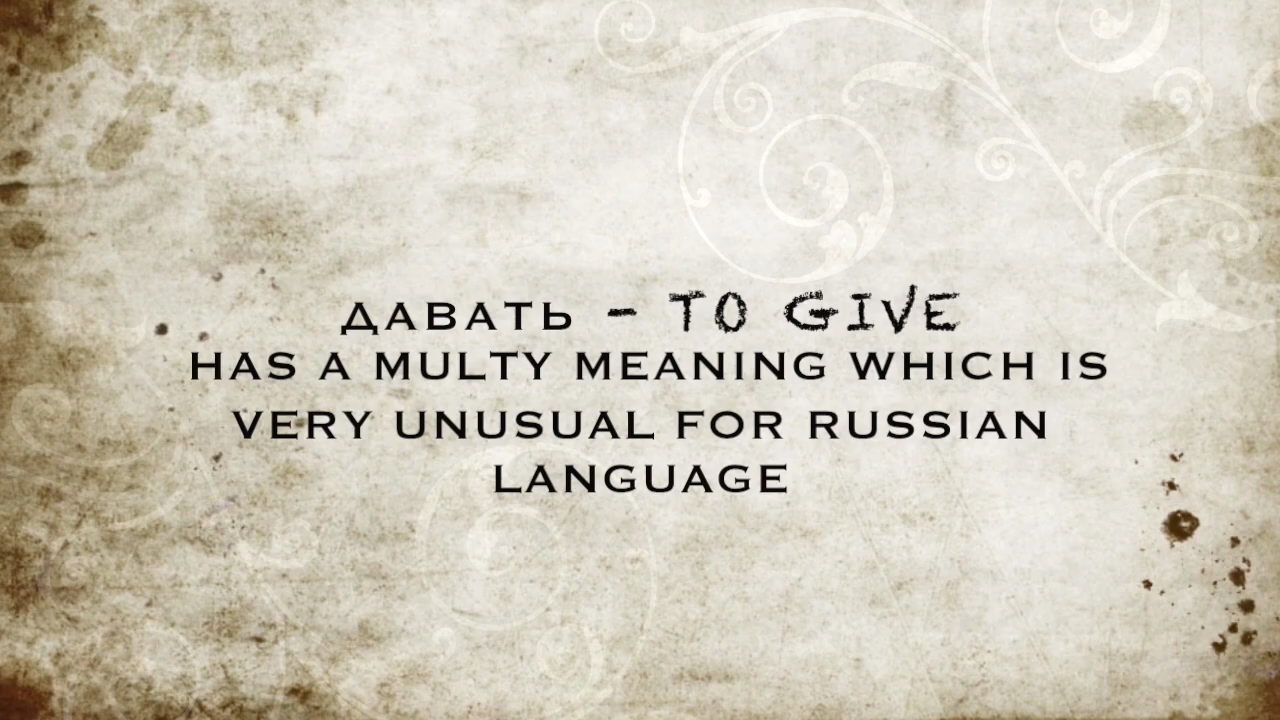 ДАВАТЬ - TO GIVE
HAS A MULTY MEANING WHICH IS
VERY UNUSUAL FOR RUSSIAN
LANGUAGE